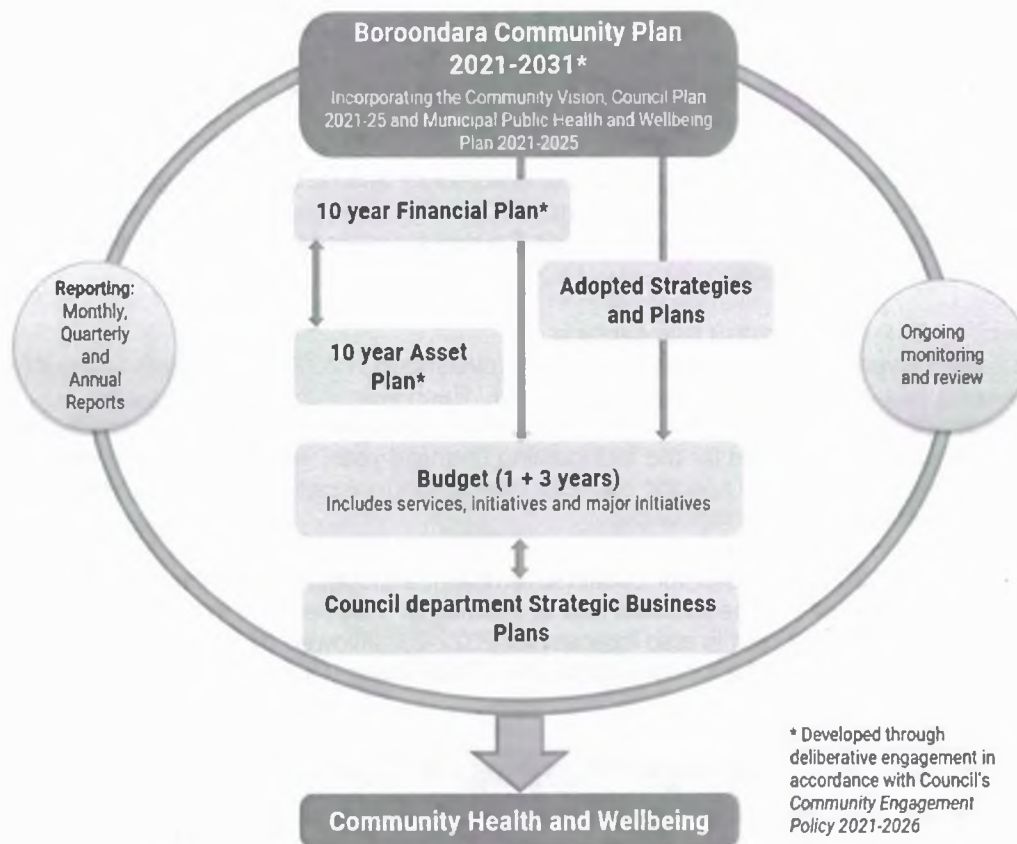 Boroondara Community Plan
2021-2031*
Incorporating the Community Vision, Council Plan
2021-25 and Municipal Public Health and Wellbeing
Plan 2021-2025
10 year Financial Plan*
Reporting:
Monthly,
Quarterly
and
Annual
Reports
Adopted Strategies
and Plans
10 year Asset
Plan*
Ongoing
monitoring
and review
Budget (1 + 3 years)
Includes services, initiatives and major initiatives
Council department Strategic Business
Plans
* Developed through
deliberative engagement in
accordance with Council's
Community Engagement
Policy 2021-2026
Community Health and Wellbeing